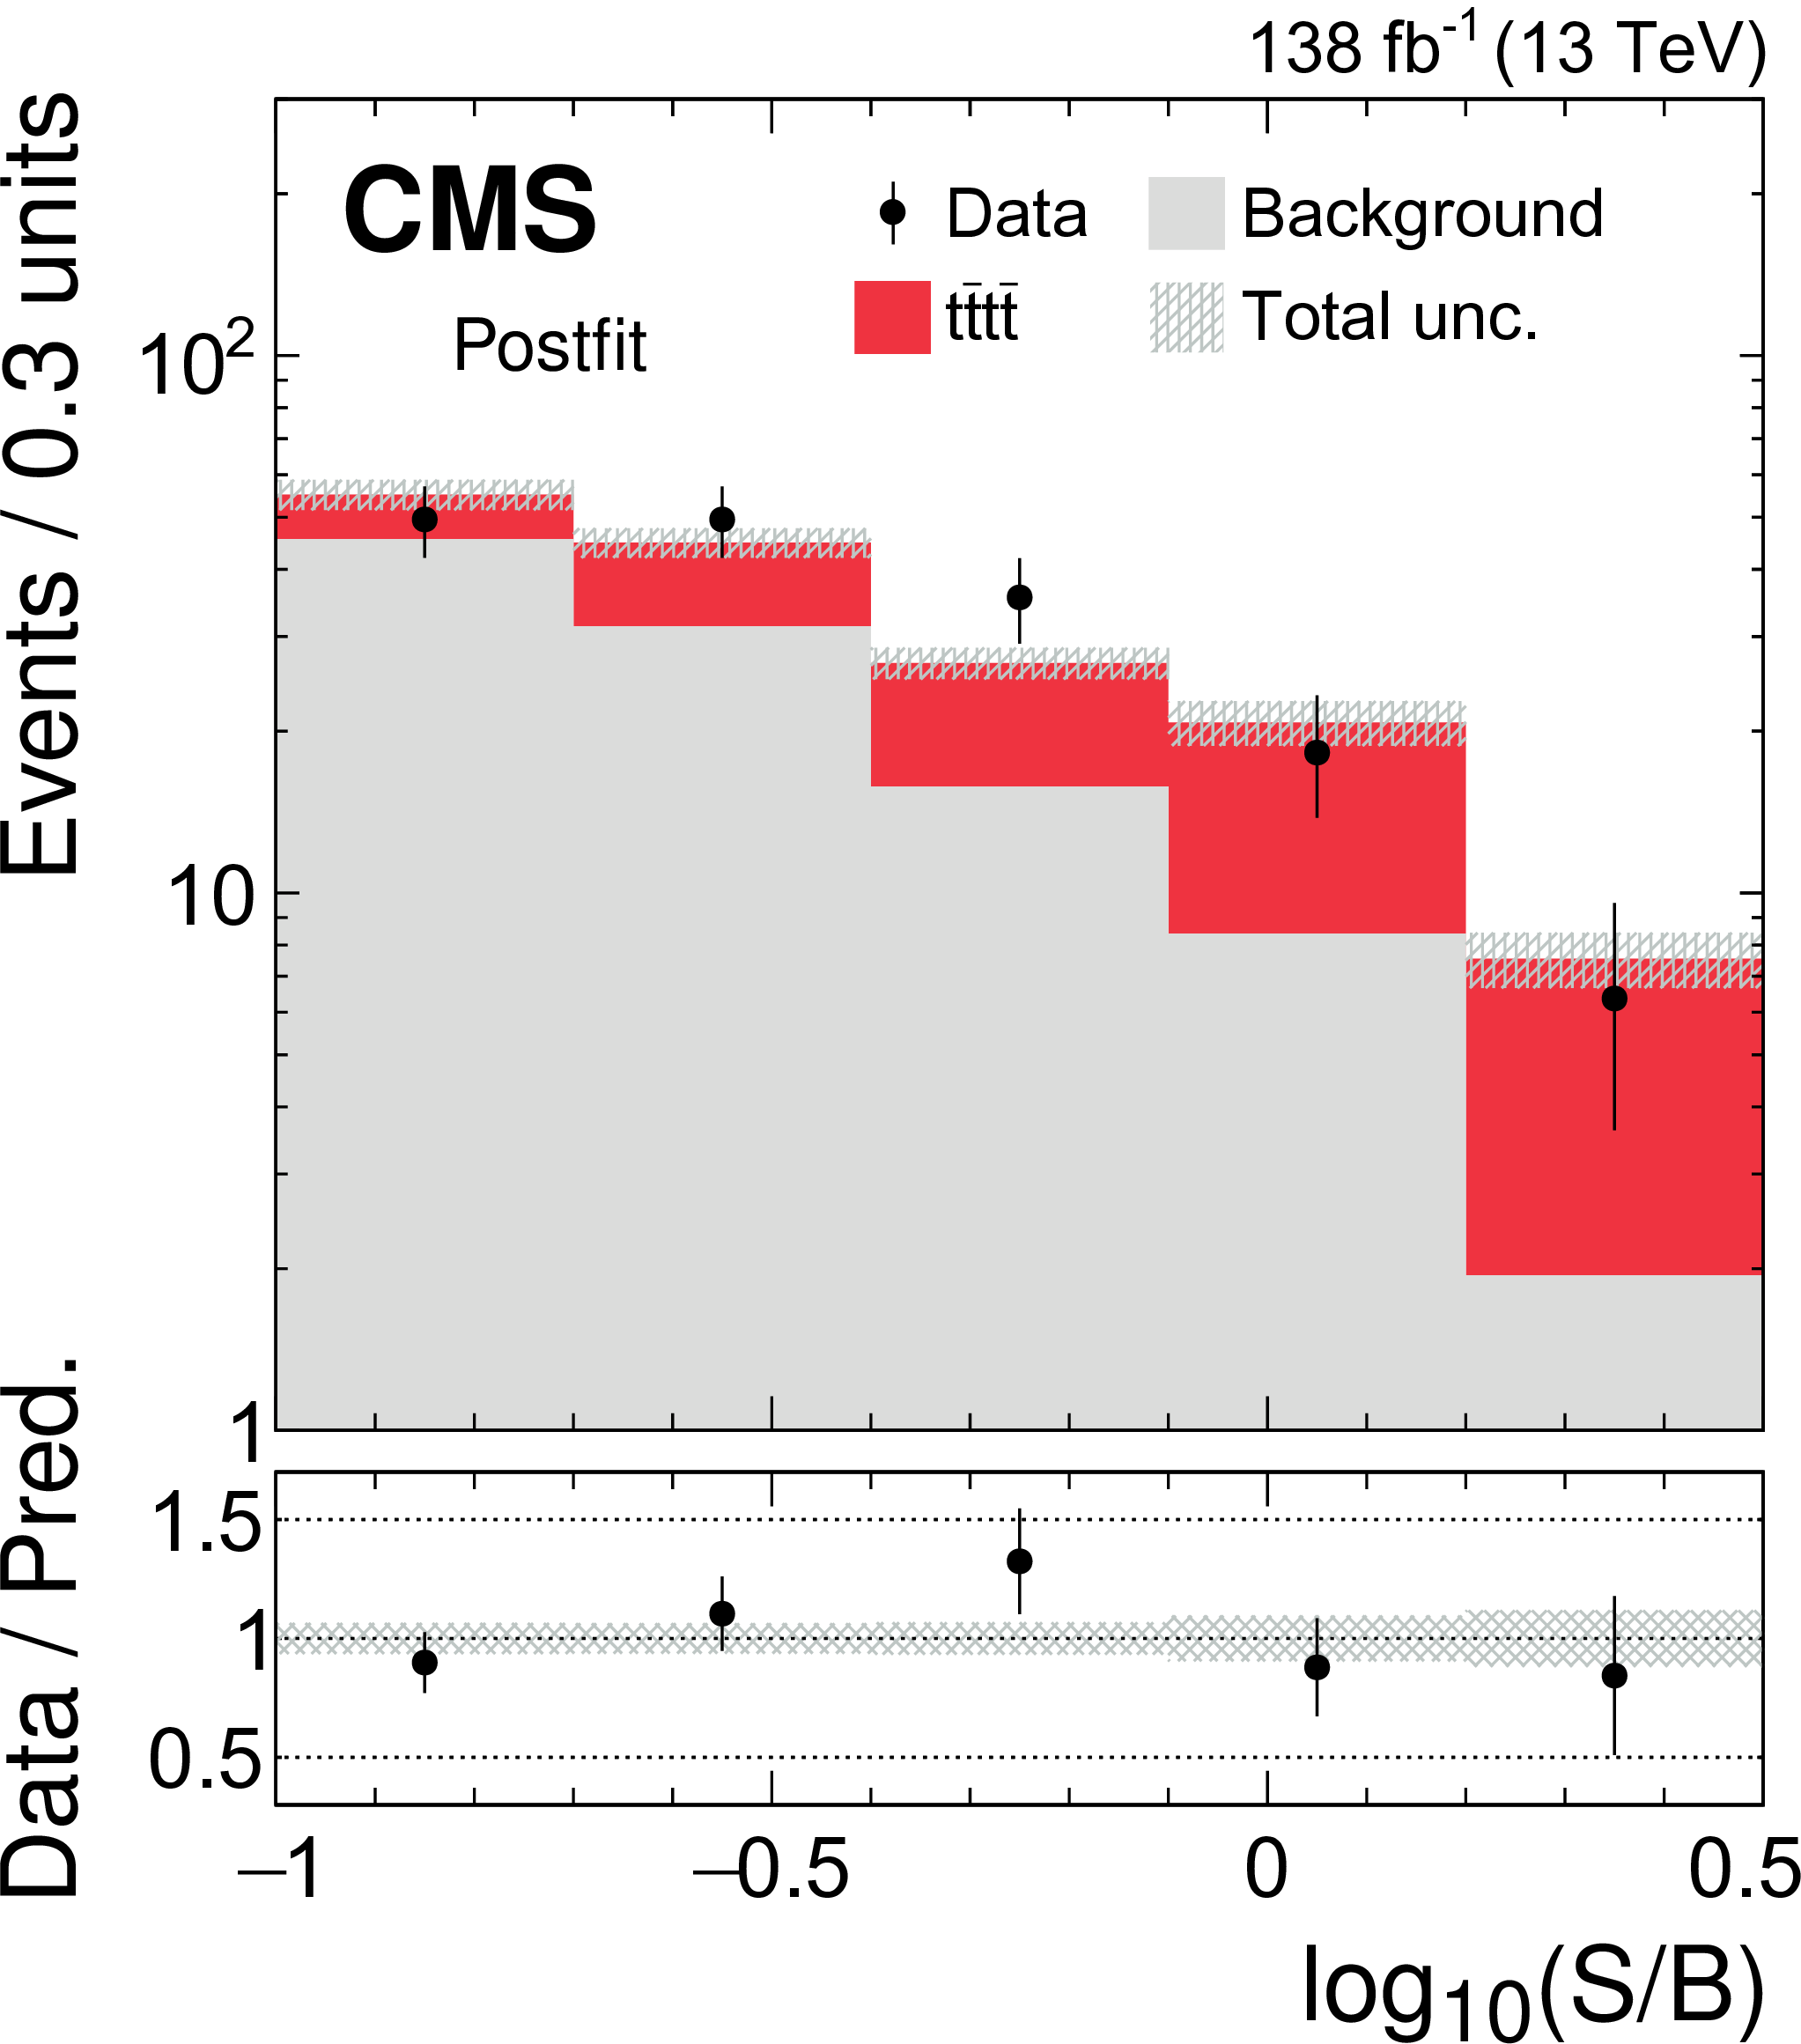 138 fb-1 (13 TeV)
CMS
Postfit
Data
Background
tt̄tt̄
Total unc.
Events / 0.3 units
10²
10
1
Data / Pred.
1.5
1
0.5
–1
–0.5
0
0.5
log10(S/B)